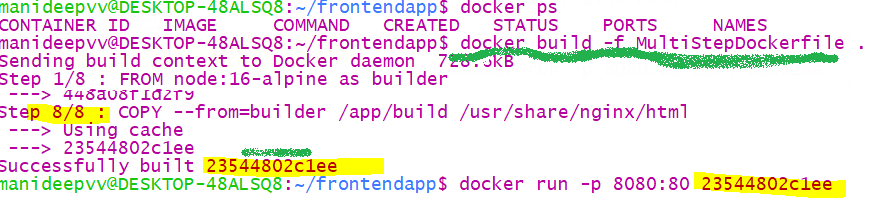 manideepvv@DESKTOP-48ALSQ8:~/frontendapp$ docker ps
CONTAINER ID IMAGE COMMAND CREATED STATUS PORTS NAMES
manideepvv@DESKTOP-48ALSQ8:~/frontendapp$ docker build -f MultiStepDockerfile .
Sending build context to Docker daemon 728.3kB
Step 1/8 : FROM node:16-alpine as builder
---> 448a08f1d2f9
Step 8/8 : COPY --from=builder /app/build /usr/share/nginx/html
---> Using cache
---> 23544802c1ee
Successfully built 23544802c1ee
manideepvv@DESKTOP-48ALSQ8:~/frontendapp$ docker run -p 8080:80 23544802c1ee